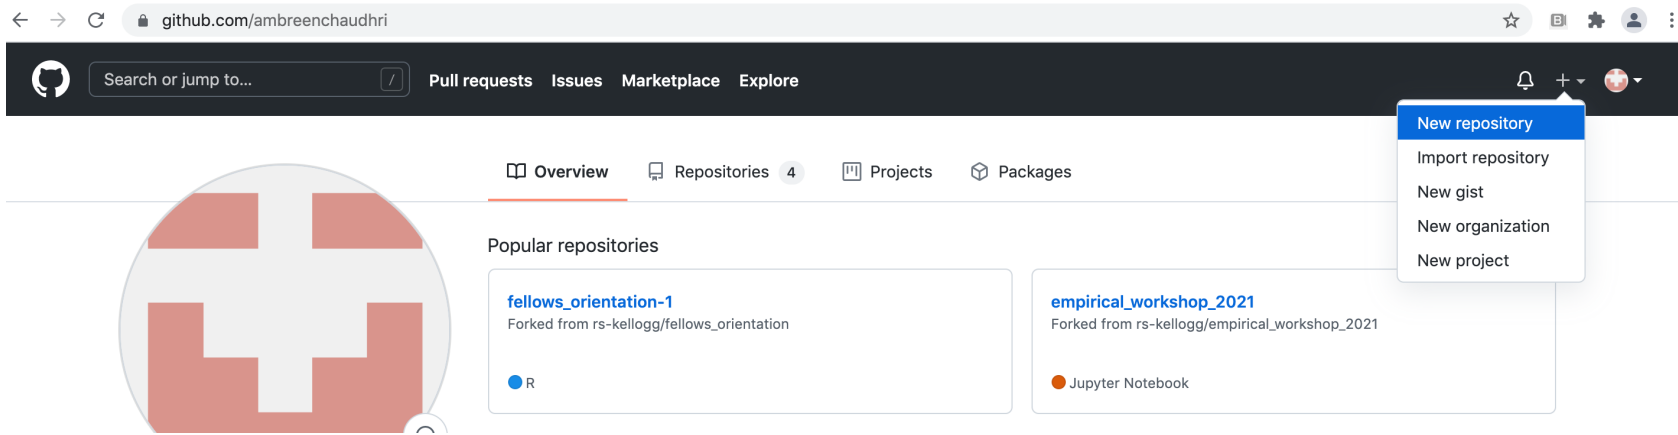 github.com/ambreenchaudhri
Search or jump to... /
Pull requests Issues Marketplace Explore
New repository
Import repository
New gist
New organization
New project
Overview Repositories 4 Projects Packages
Popular repositories
fellows_orientation-1
Forked from rs-kellogg/fellows_orientation
R
empirical_workshop_2021
Forked from rs-kellogg/empirical_workshop_2021
Jupyter Notebook